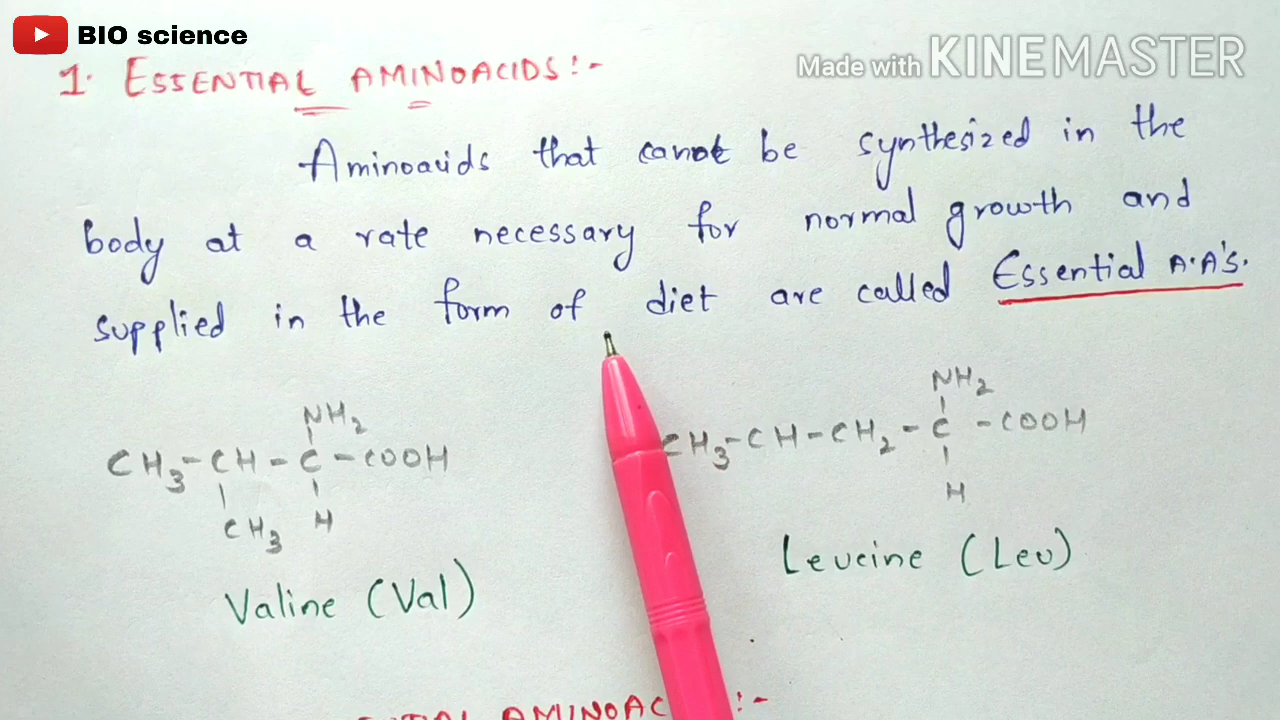 BIO science
Made with KINEMASTER
1. ESSENTIAL AMINOACIDS:-
Aminoacids that canot be synthesized in the
body at a rate necessary for normal growth and
supplied in the form of diet are called Essential A.A's.
NH2
CH3-CH-C-COOH
CH3 H
Valine (Val)
NH2
CH3-CH-CH2-C-COOH
H
Leucine (Leu)
AMINOAC :-